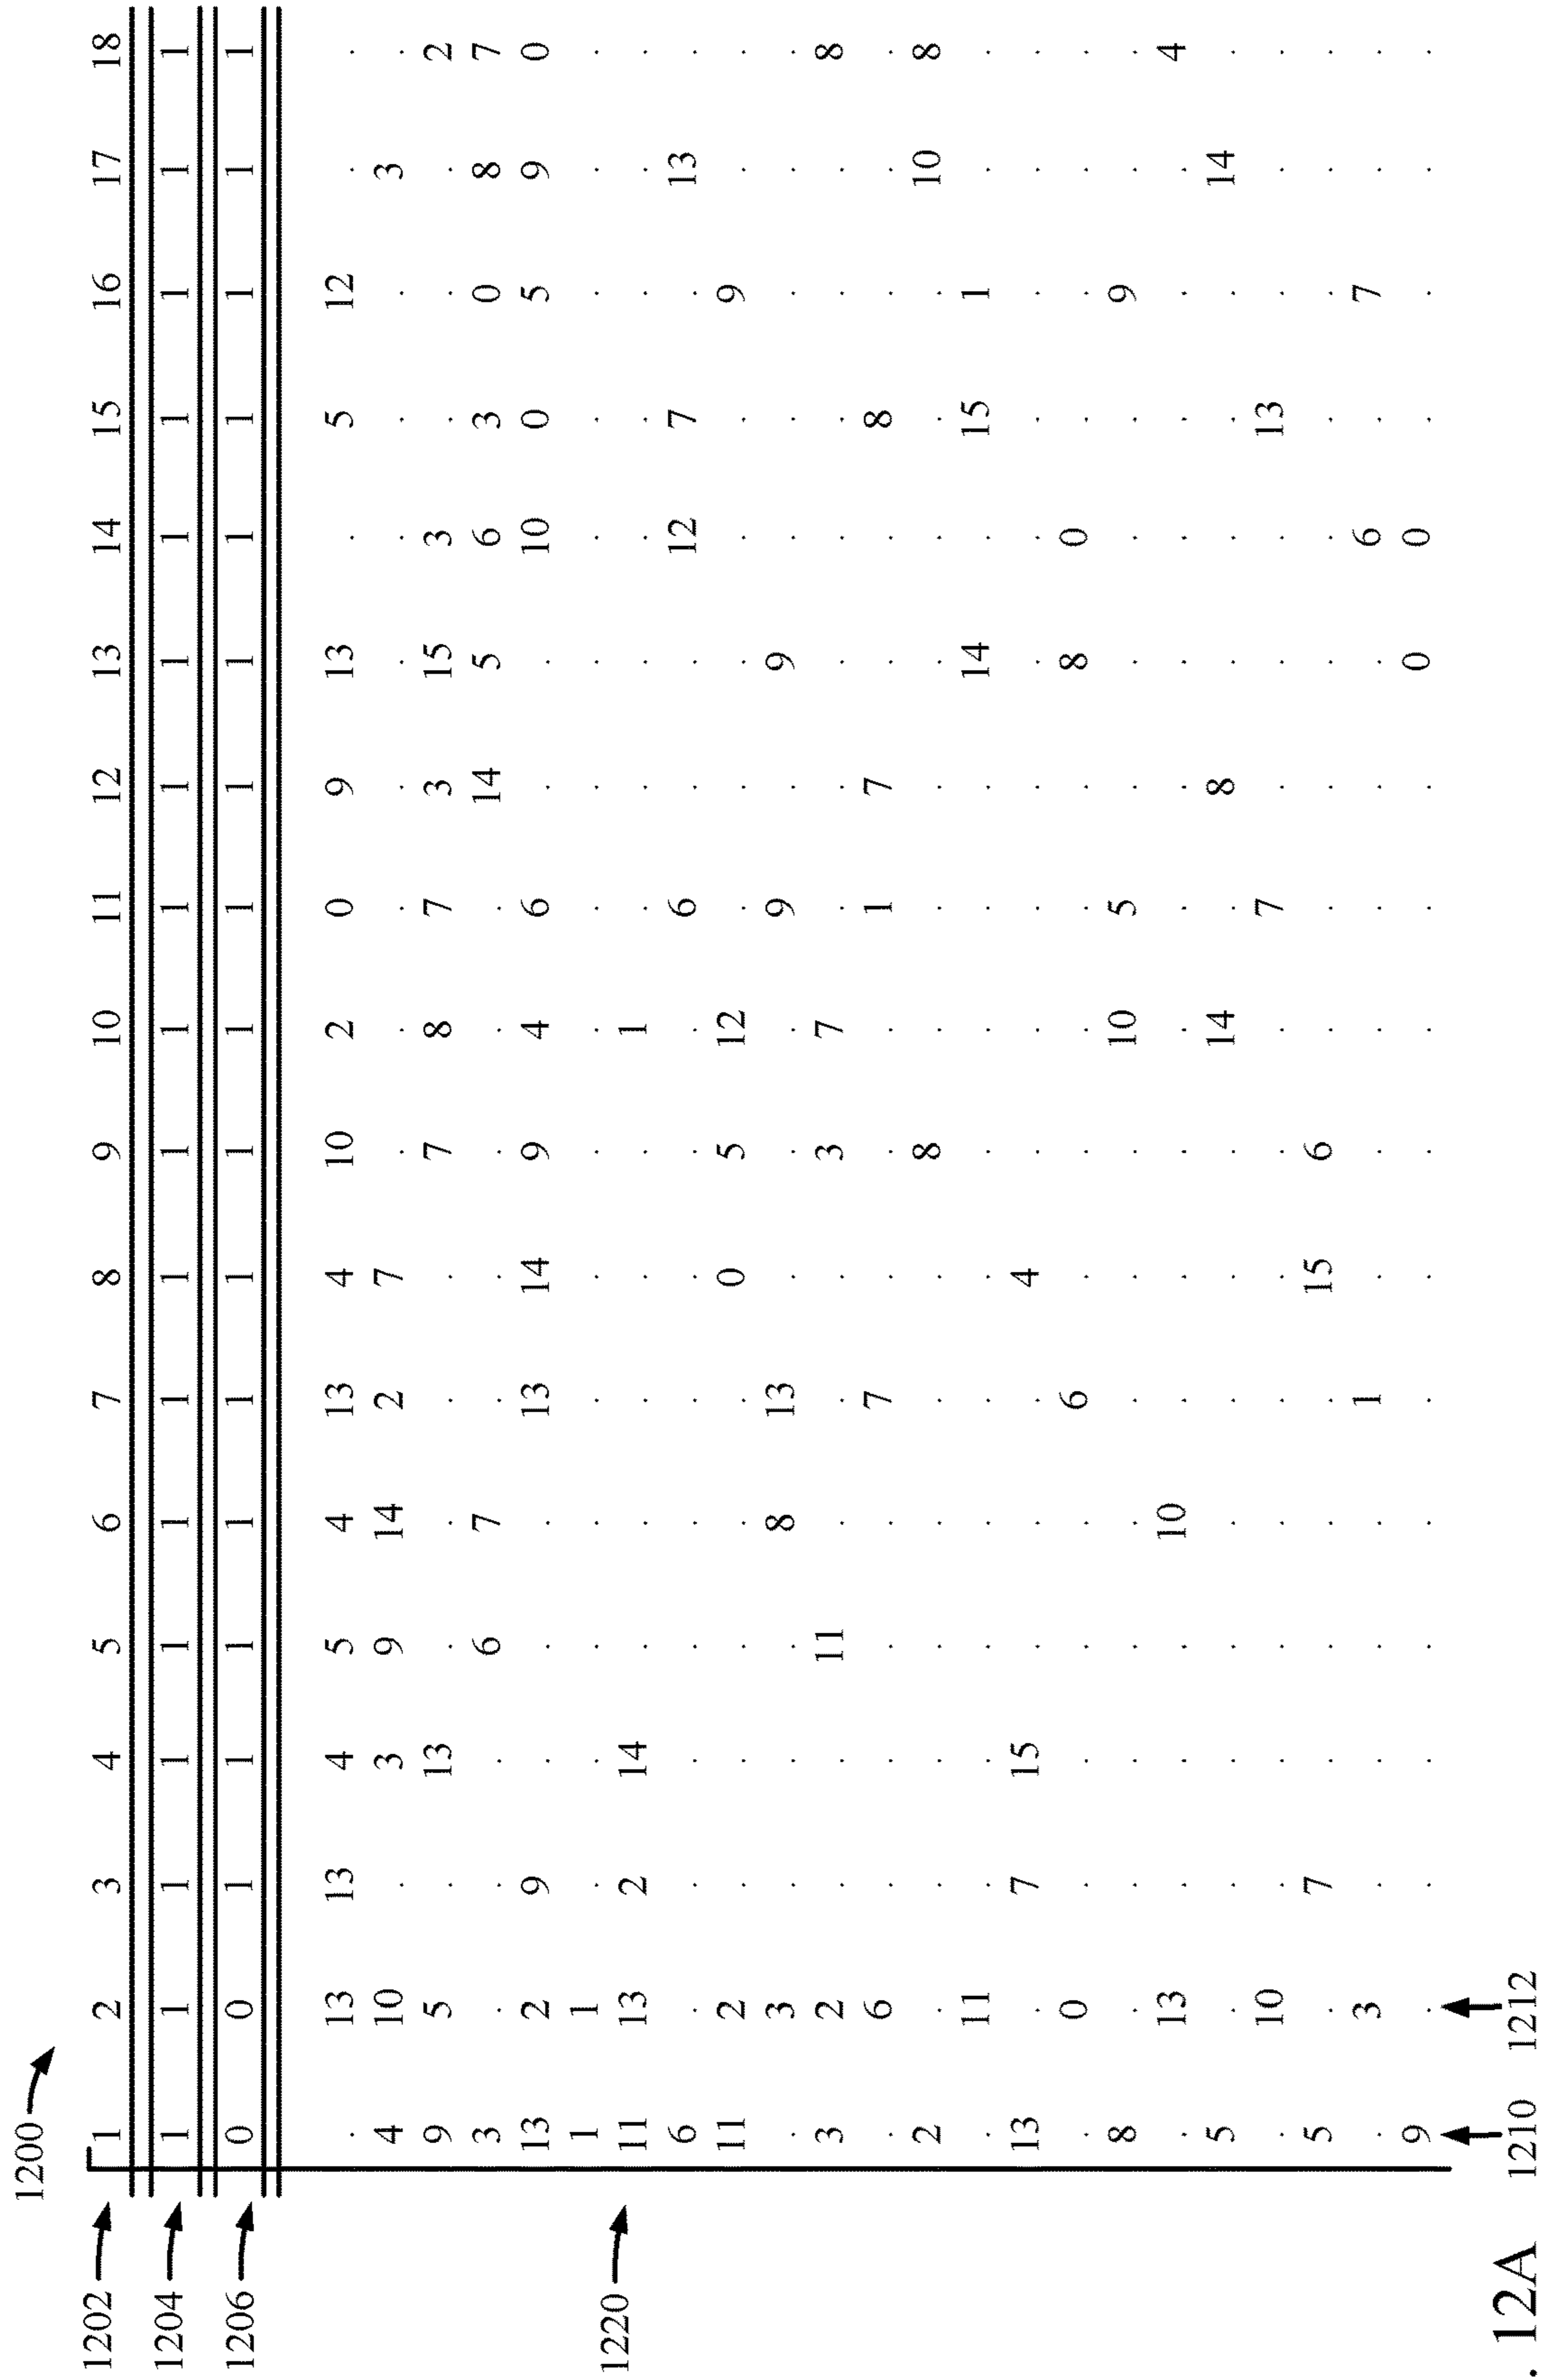 1200
1202 1 2 3 4 5 6 7 8 9 10 11 12 13 14 15 16 17 18
1204 1 1 1 1 1 1 1 1 1 1 1 1 1 1 1 1 1 1
1206 0 0 1 1 1 1 1 1 1 1 1 1 1 1 1 1 1 1
. 13 13 4 5 4 13 4 10 2 0 9 13 . 5 12 . .
4 10 . 3 9 14 2 7 . . . . . . . . 3 .
9 5 . 13 . . . . 7 8 7 3 15 3 . . . 2
3 . . . 6 7 . . . . . 14 5 6 3 0 8 7
13 2 9 . . . 13 14 9 4 6 . . 10 0 5 9 0
1 1 . . . . . . . . . . . . . . . .
1220 11 13 2 14 . . . . . 1 . . . . . . . .
6 . . . . . . . . . 6 . . 12 7 . 13 .
11 2 . . . . . 0 5 12 . . . . . 9 . .
. 3 . . . 8 13 . . . 9 . 9 . . . . .
3 2 . . 11 . . . 3 7 . . . . . . . 8
. 6 . . . . 7 . . . 1 7 . . 8 . . .
2 . . . . . . . 8 . . . . . . . 10 8
. 11 . . . . . . . . . . 14 . 15 1 . .
13 . 7 15 . . . 4 . . . . . . . . . .
. 0 . . . . 6 . . . . . 8 0 . . . .
8 . . . . . . . . 10 5 . . . . 9 . .
. 13 . . . 10 . . . . . . . . . . . 4
5 . . . . . . . . 14 . 8 . . . . 14 .
. 10 . . . . . . . . 7 . . . 13 . . .
5 . 7 . . . . 15 6 . . . . . . . . .
. 3 . . . . 1 . . . . . . 6 . 7 . .
9 . . . . . . . . . . . 0 0 . . . .
1210 1212
. 12A